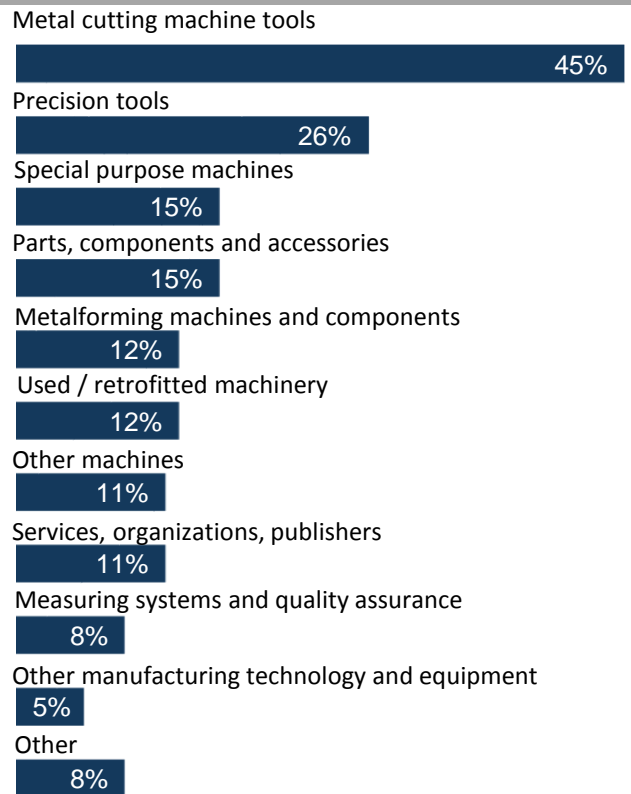 Metal cutting machine tools
45%
Precision tools
26%
Special purpose machines
15%
Parts, components and accessories
15%
Metalforming machines and components
12%
Used / retrofitted machinery
12%
Other machines
11%
Services, organizations, publishers
11%
Measuring systems and quality assurance
8%
Other manufacturing technology and equipment
5%
Other
8%